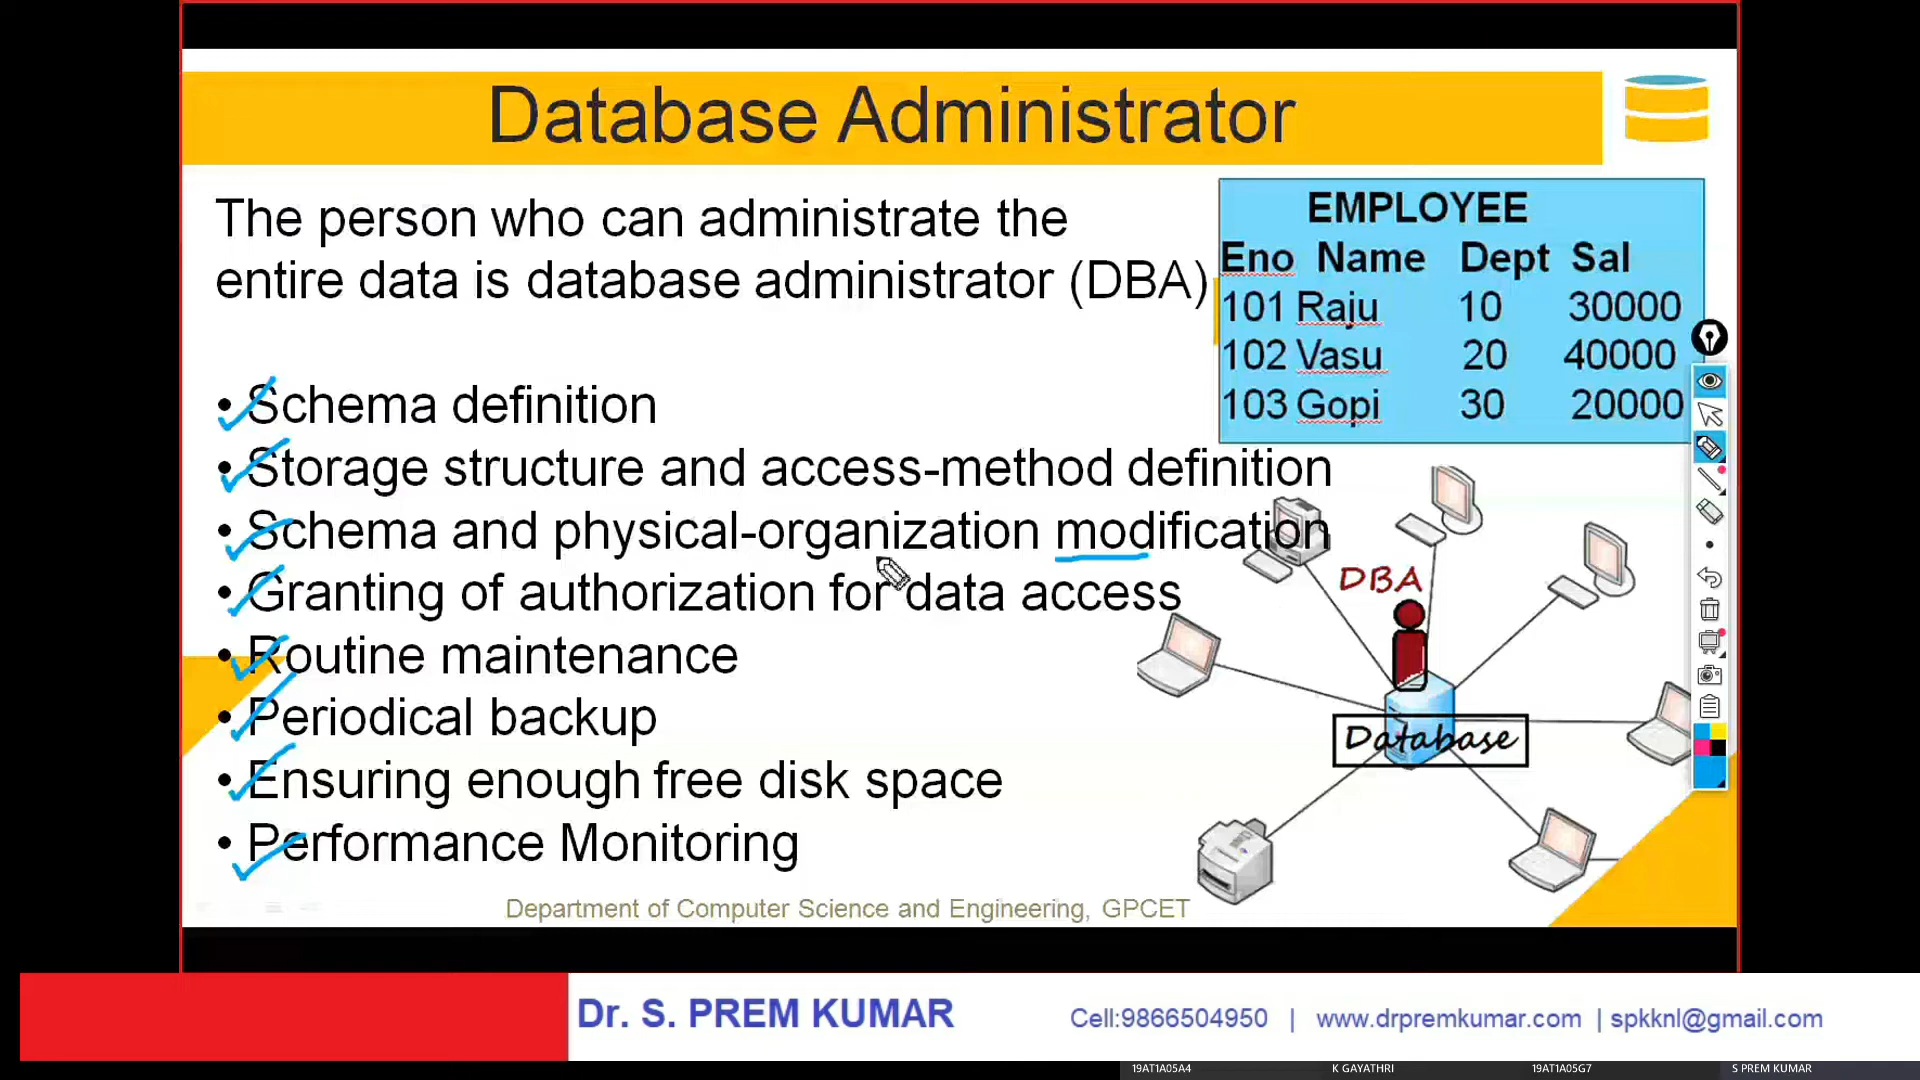 Database Administrator
The person who can administrate the
entire data is database administrator (DBA)
• Schema definition
• Storage structure and access-method definition
• Schema and physical-organization modification
• Granting of authorization for data access
• Routine maintenance
• Periodical backup
• Ensuring enough free disk space
• Performance Monitoring
EMPLOYEE
Eno Name Dept Sal
101 Raju 10 30000
102 Vasu 20 40000
103 Gopi 30 20000
DBA
Database
Department of Computer Science and Engineering, GPCET
Dr. S. PREM KUMAR Cell:9866504950 | www.drpremkumar.com | spkknl@gmail.com
19AT1A05A4 K GAYATHRI 19AT1A05G7 S PREM KUMAR